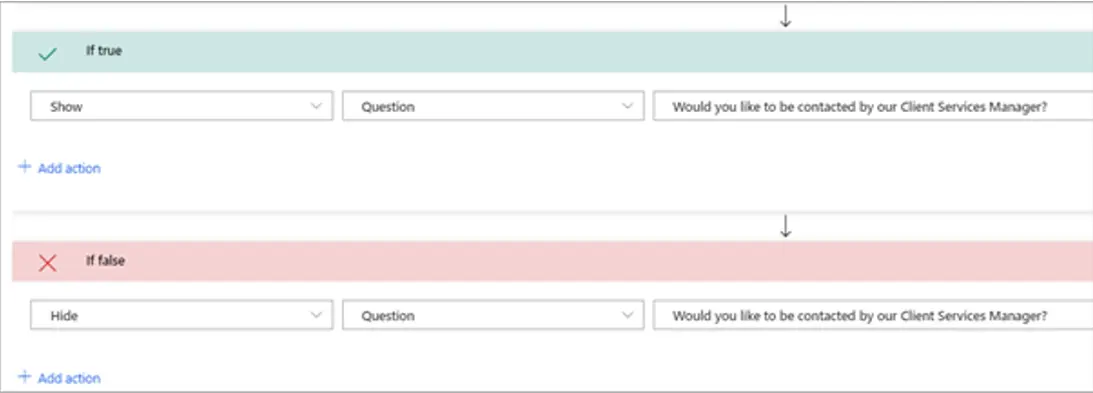 If true
Show Question Would you like to be contacted by our Client Services Manager?
Add action
If false
Hide Question Would you like to be contacted by our Client Services Manager?
Add action